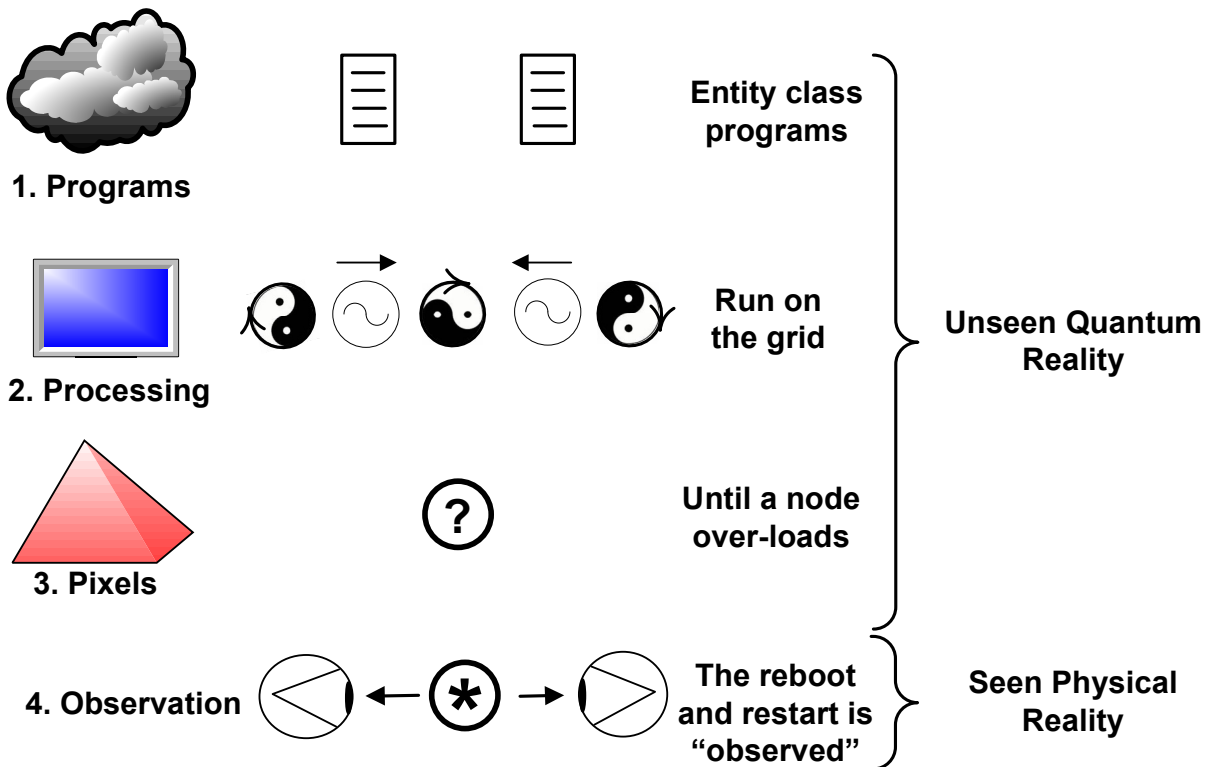 Entity class
programs
1. Programs
Run on
the grid
2. Processing
Unseen Quantum
Reality
?
Until a node
over-loads
3. Pixels
4. Observation
*
The reboot
and restart is
“observed”
Seen Physical
Reality